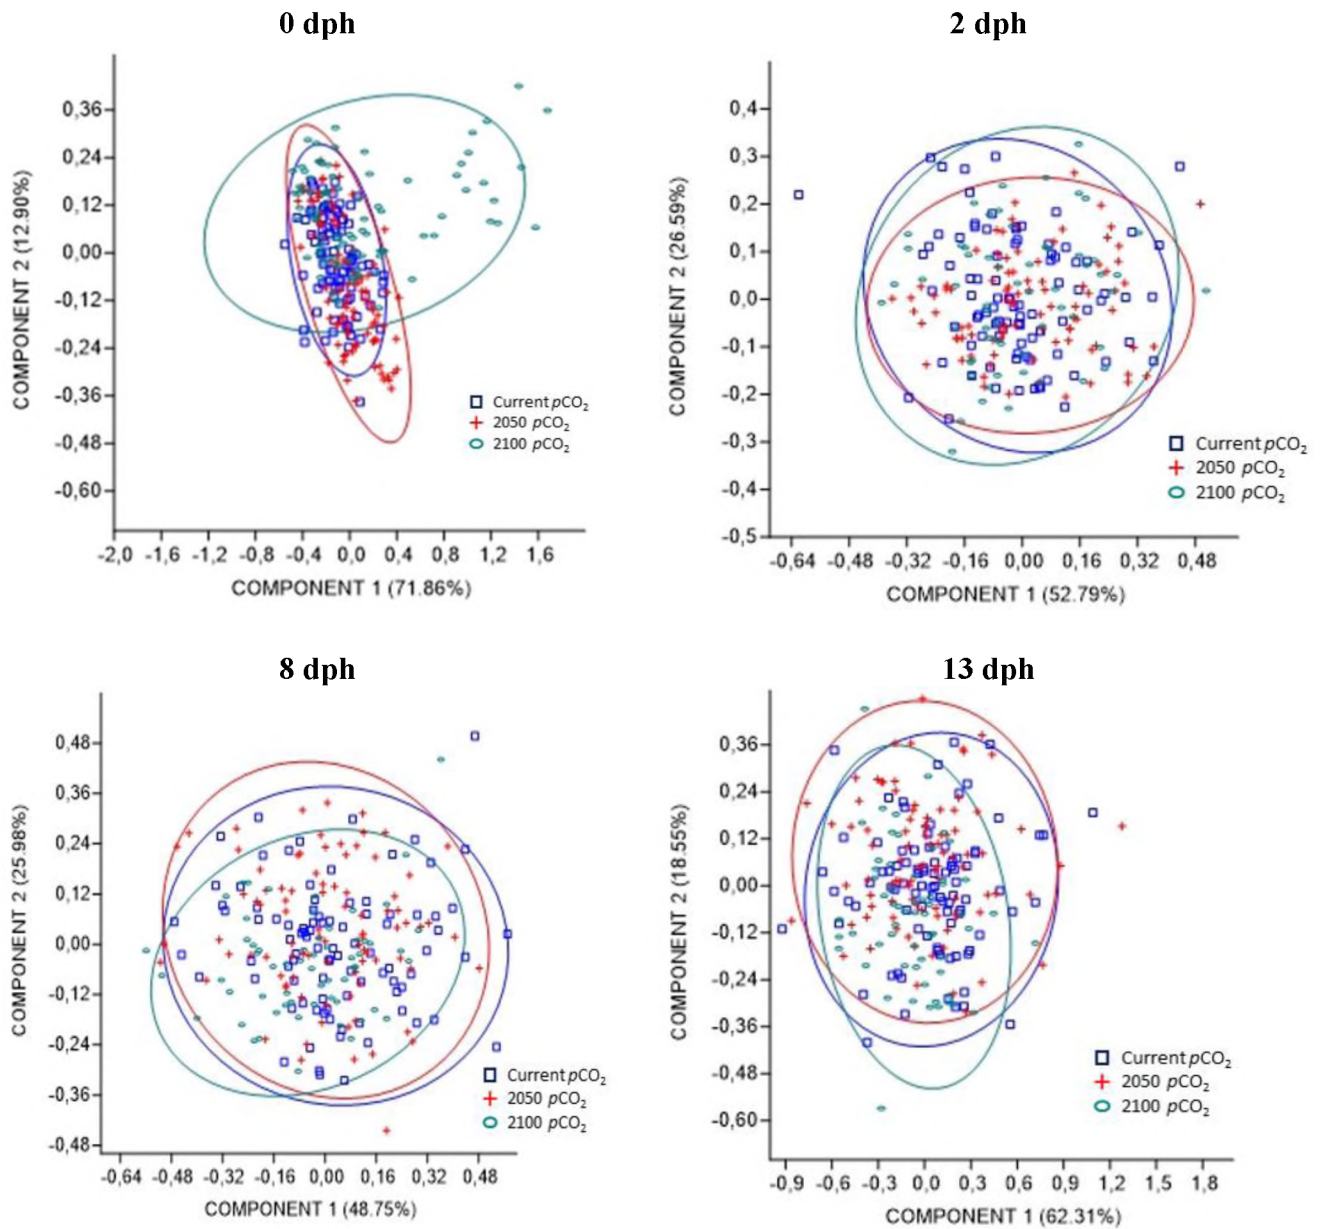 0 dph
0,36
0,24
0,12
0,00
-0,12
-0,24
-0,36
-0,48
-0,60
COMPONENT 2 (12.90%)
Current pCO2
2050 pCO2
2100 pCO2
-2,0 -1,6 -1,2 -0,8 -0,4 0,0 0,4 0,8 1,2 1,6
COMPONENT 1 (71.86%)
2 dph
0,4
0,3
0,2
0,1
0,0
-0,1
-0,2
-0,3
-0,4
-0,5
COMPONENT 2 (26.59%)
Current pCO2
2050 pCO2
2100 pCO2
-0,64 -0,48 -0,32 -0,16 0,00 0,16 0,32 0,48
COMPONENT 1 (52.79%)
8 dph
0,48
0,36
0,24
0,12
0,00
-0,12
-0,24
-0,36
-0,48
COMPONENT 2 (25.98%)
Current pCO2
2050 pCO2
2100 pCO2
-0,64 -0,48 -0,32 -0,16 0,00 0,16 0,32 0,48
COMPONENT 1 (48.75%)
13 dph
0,36
0,24
0,12
0,00
-0,12
-0,24
-0,36
-0,48
-0,60
COMPONENT 2 (18.55%)
Current pCO2
2050 pCO2
2100 pCO2
-0,9 -0,6 -0,3 0,0 0,3 0,6 0,9 1,2 1,5 1,8
COMPONENT 1 (62.31%)